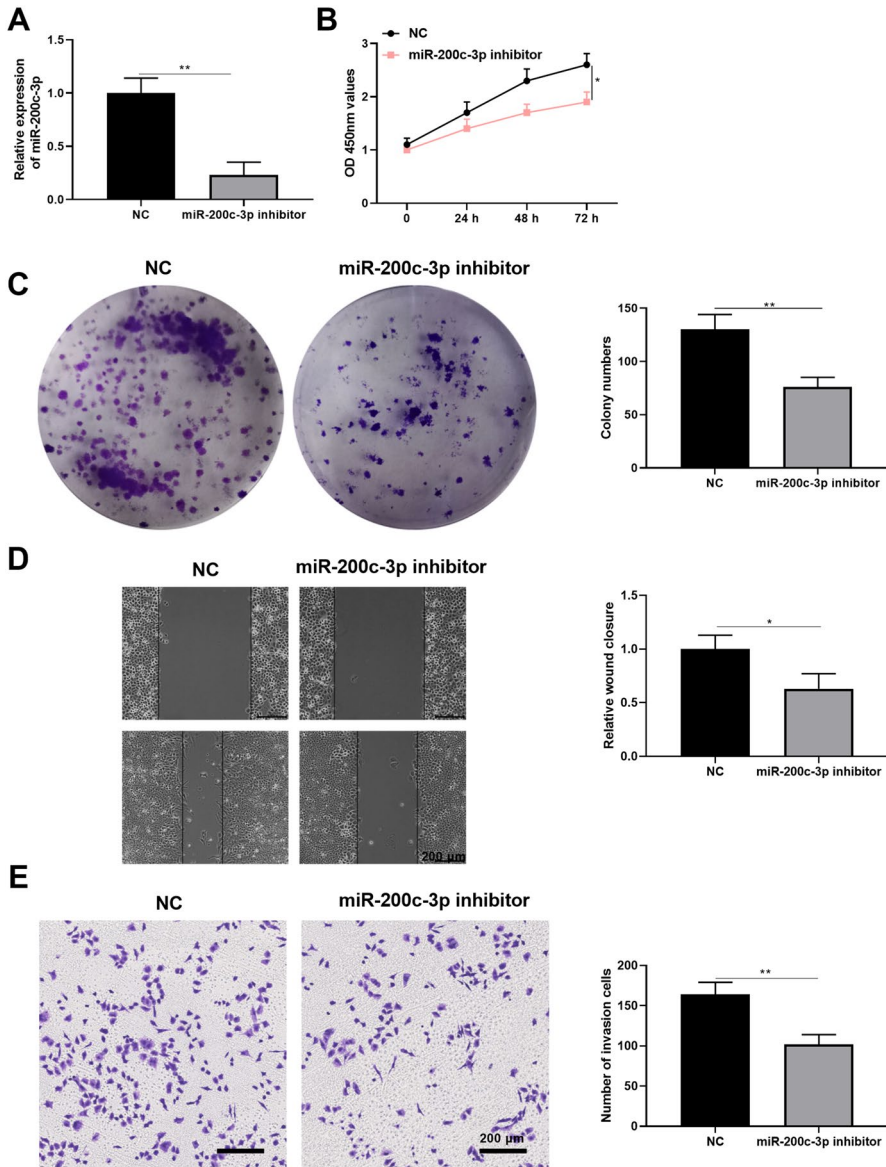 A
Relative expression
of miR-200c-3p
1.5
1.0
0.5
0.0
**
NC
miR-200c-3p inhibitor
B
NC
miR-200c-3p inhibitor
OD 450nm values
3
2
1
0
*
0
24 h
48 h
72 h
C
NC
miR-200c-3p inhibitor
Colony numbers
150
100
50
0
**
NC
miR-200c-3p inhibitor
D
NC
miR-200c-3p inhibitor
200 μm
Relative wound closure
1.5
1.0
0.5
0.0
*
NC
miR-200c-3p inhibitor
E
NC
miR-200c-3p inhibitor
200 μm
Number of invasion cells
200
150
100
50
0
**
NC
miR-200c-3p inhibitor